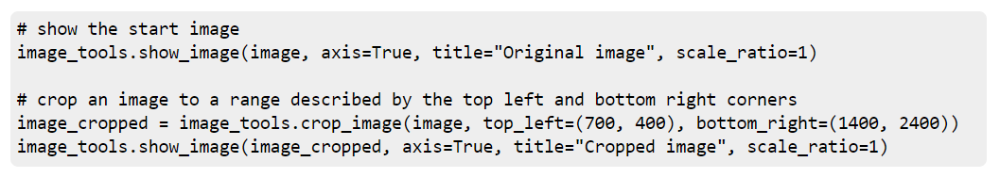 # show the start image
image_tools.show_image(image, axis=True, title="Original image", scale_ratio=1)
# crop an image to a range described by the top left and bottom right corners
image_cropped = image_tools.crop_image(image, top_left=(700, 400), bottom_right=(1400, 2400))
image_tools.show_image(image_cropped, axis=True, title="Cropped image", scale_ratio=1)